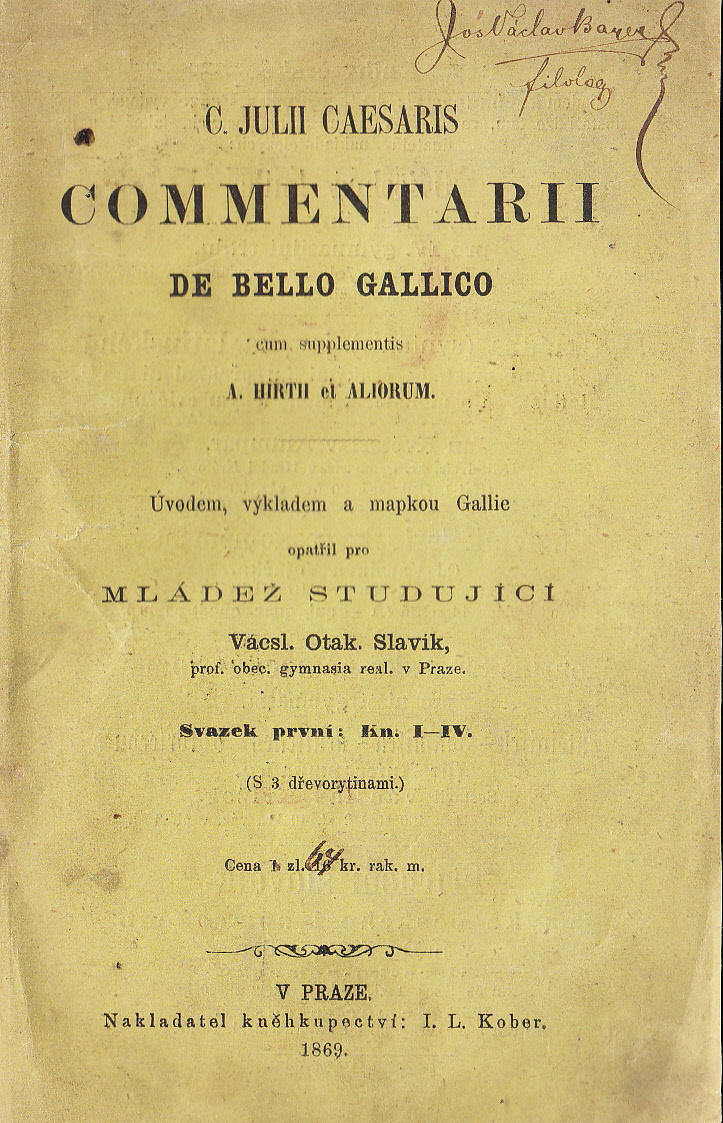 Jos Václav Bayer
filolog
C. JULII CAESARIS
COMMENTARII
DE BELLO GALLICO
cum supplementis
A. HIRTII et ALIORUM.
Úvodem, výkladem a mapkou Gallie
opatřil pro
MLÁDEŽ STUDUJÍCÍ
Vácsl. Otak. Slavík,
prof. obec. gymnasia real. v Praze.
Svazek první: Kn. I—IV.
(S 3 dřevorytinami.)
Cena 1 zl. kr. rak. m.
V PRAZE.
Nakladatel kněhkupectví: I. L. Kober.
1869.